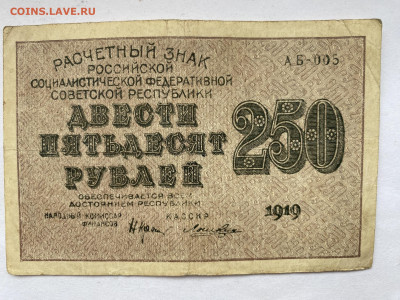 COINS.LAVE.RU
РАСЧЕТНЫЙ ЗНАК
РОССИЙСКОЙ
СОЦИАЛИСТИЧЕСКОЙ ФЕДЕРАТИВНОЙ
СОВЕТСКОЙ РЕСПУБЛИКИ
АБ-005
ДВЕСТИ
ПЯТЬДЕСЯТ
РУБЛЕЙ
250
ОБЕСПЕЧИВАЕТСЯ ВСЕМ
ДОСТОЯНИЕМ РЕСПУБЛИКИ
НАРОДНЫЙ КОМИССАР
ФИНАНСОВ
КАССИР
1919